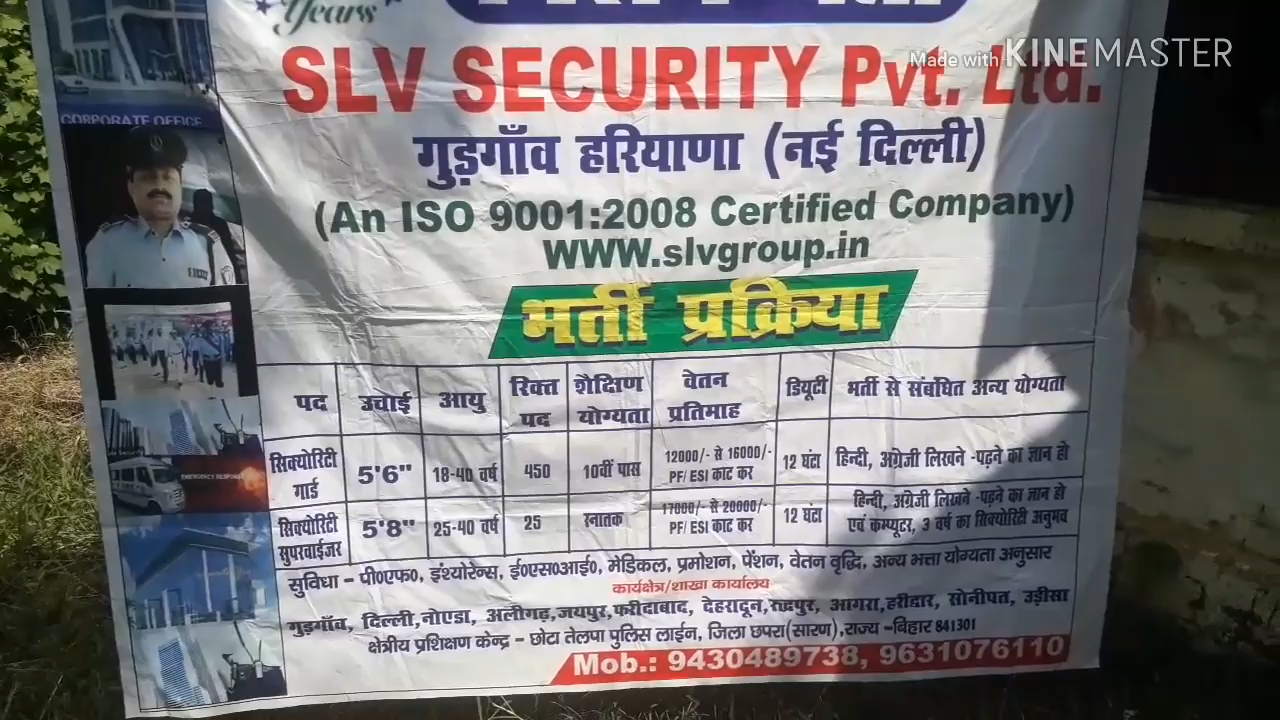 Years
Made with KINEMASTER
SLV SECURITY Pvt. Ltd.
CORPORATE OFFICE
गुड़गाँव हरियाणा (नई दिल्ली)
(An ISO 9001:2008 Certified Company)
WWW.slvgroup.in
भर्ती प्रक्रिया
पद उचाई आयु रिक्त पद शैक्षिण योग्यता वेतन प्रतिमाह डियूटी भर्ती से संबंधित अन्य योग्यता
सिक्योरिटी गार्ड 5'6" 18-40 वर्ष 450 10वीं पास 12000/- से 16000/- PF/ ESI काट कर 12 घंटा हिन्दी, अंग्रेजी लिखने -पढ़ने का ज्ञान हो
EMERGENCY RESPONSE
सिक्योरिटी सुपरवाईजर 5'8" 25-40 वर्ष 25 स्नातक 17000/- से 20000/- PF/ ESI काट कर 12 घंटा हिन्दी, अंग्रेजी लिखने -पढ़ने का ज्ञान हो एवं कम्प्यूटर, 3 वर्ष का सिक्योरिटी अनुभव
सुविधा – पी०एफ०, इंश्योरेन्स, ई०एस०आई०, मेडिकल, प्रमोशन, पेंशन, वेतन वृद्धि, अन्य भत्ता योग्यता अनुसार
कार्यक्षेत्र/शाखा कार्यालय
गुड़गाँव, दिल्ली,नोएडा, अलीगढ़,जयपुर,फरीदाबाद, देहरादून,रूद्रपुर, आगरा,हरिद्वार, सोनीपत, उड़ीसा
क्षेत्रीय प्रशिक्षण केन्द्र – छोटा तेलपा पुलिस लाईन, जिला छपरा(सारण),राज्य –बिहार 841301
Mob.: 9430489738, 9631076110